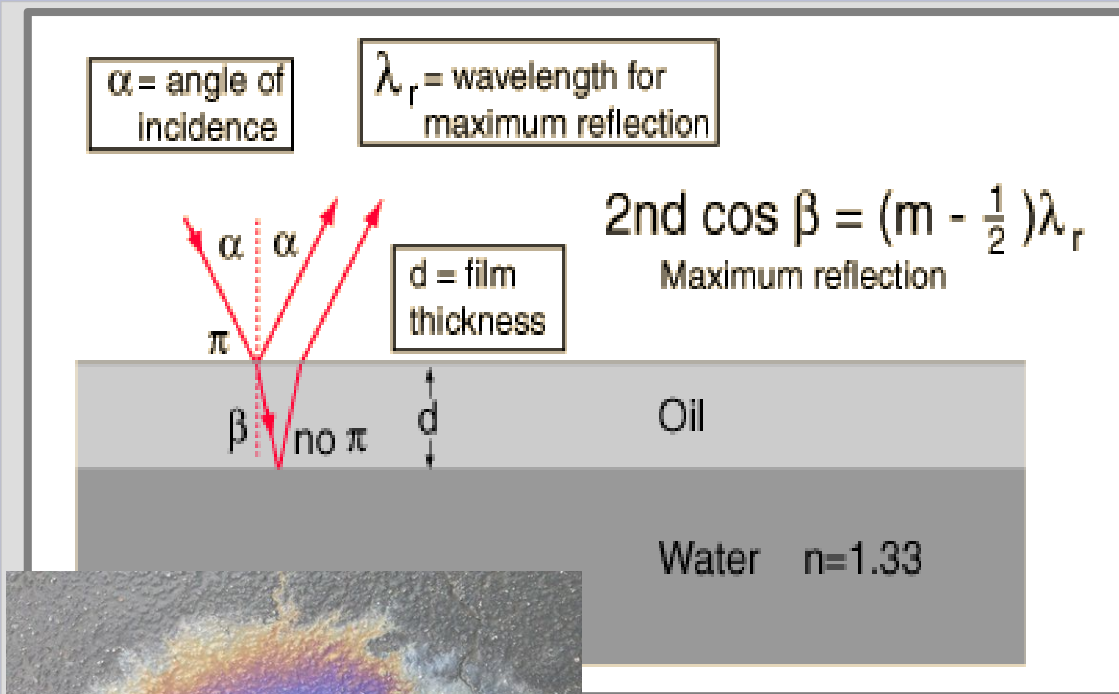 α = angle of
incidence
λr = wavelength for
maximum reflection
2nd cos β = (m - 1/2)λr
Maximum reflection
α α
d = film
thickness
π
β no π d Oil
Water n=1.33